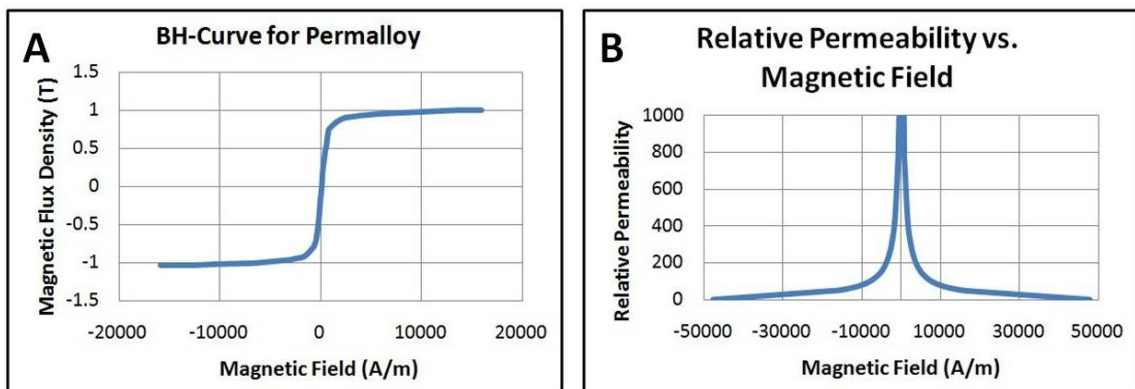 A
BH-Curve for Permalloy
Magnetic Flux Density (T)
1.5
1
0.5
0
-0.5
-1
-1.5
-20000 -10000 0 10000 20000
Magnetic Field (A/m)
B
Relative Permeability vs.
Magnetic Field
Relative Permeability
1000
800
600
400
200
0
-50000 -30000 -10000 10000 30000 50000
Magnetic Field (A/m)